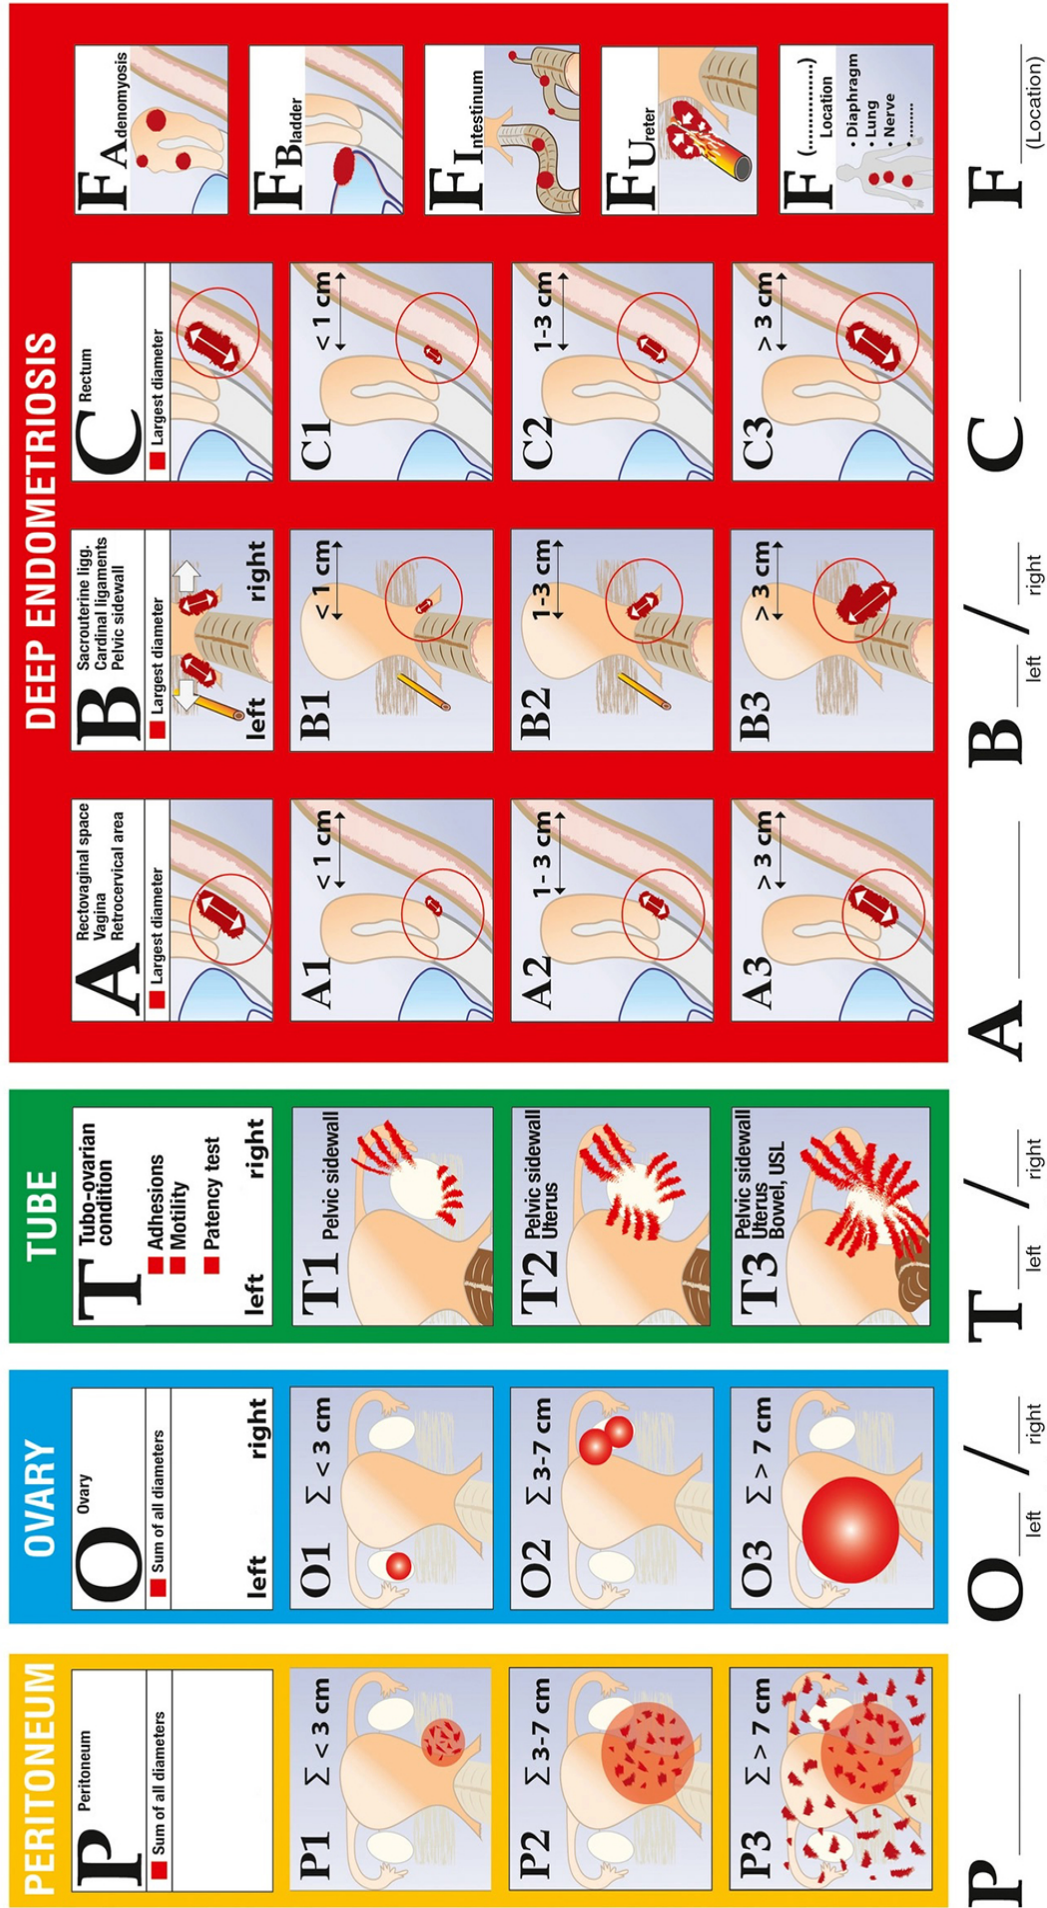 PERITONEUM
P Peritoneum
Sum of all diameters
P1 Σ < 3 cm
P2 Σ 3-7 cm
P3 Σ > 7 cm
P
OVARY
O Ovary
Sum of all diameters
left right
O1 Σ < 3 cm
O2 Σ 3-7 cm
O3 Σ > 7 cm
O / 
left right
TUBE
T Tubo-ovarian
condition
Adhesions
Motility
Patency test
left right
T1 Pelvic sidewall
T2 Pelvic sidewall
Uterus
T3 Pelvic sidewall
Uterus
Bowel, USL
T /
left right
DEEP ENDOMETRIOSIS
A Rectovaginal space
Vagina
Retrocervical area
Largest diameter
A1 < 1 cm
A2 1-3 cm
A3 > 3 cm
A
B Sacrouterine ligg.
Cardinal ligaments
Pelvic sidewall
Largest diameter
left right
B1 < 1 cm
B2 1-3 cm
B3 > 3 cm
B /
left right
C Rectum
Largest diameter
C1 < 1 cm
C2 1-3 cm
C3 > 3 cm
C
FAdenomyosis
FBladder
FIntestinum
FUreter
F (................)
Location
• Diaphragm
• Lung
• Nerve
• ........
F
(Location)